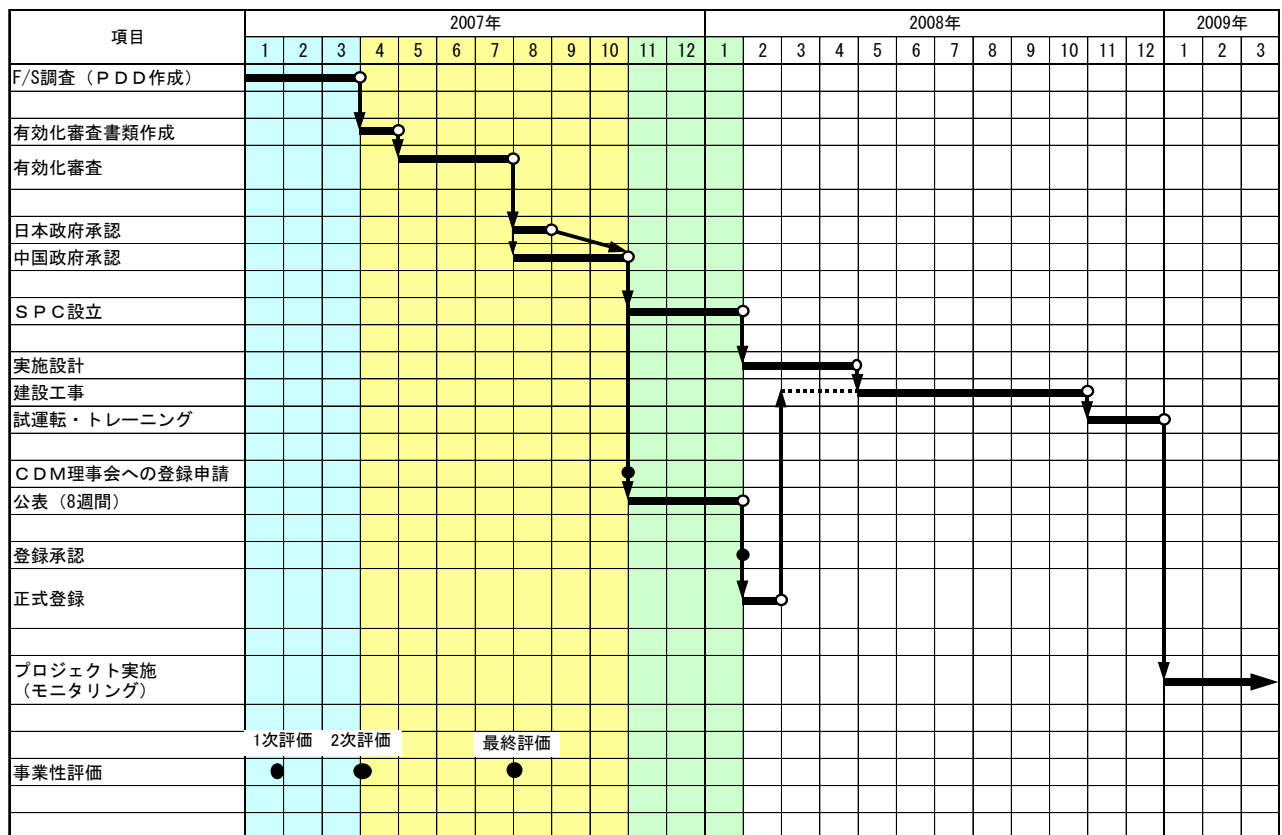 項目
2007年
2008年
2009年
1 2 3 4 5 6 7 8 9 10 11 12 1 2 3 4 5 6 7 8 9 10 11 12 1 2 3
F/S調査（ＰＤＤ作成）
有効化審査書類作成
有効化審査
日本政府承認
中国政府承認
ＳＰＣ設立
実施設計
建設工事
試運転・トレーニング
ＣＤＭ理事会への登録申請
公表（8週間）
登録承認
正式登録
プロジェクト実施
（モニタリング）
1次評価 2次評価 最終評価
事業性評価